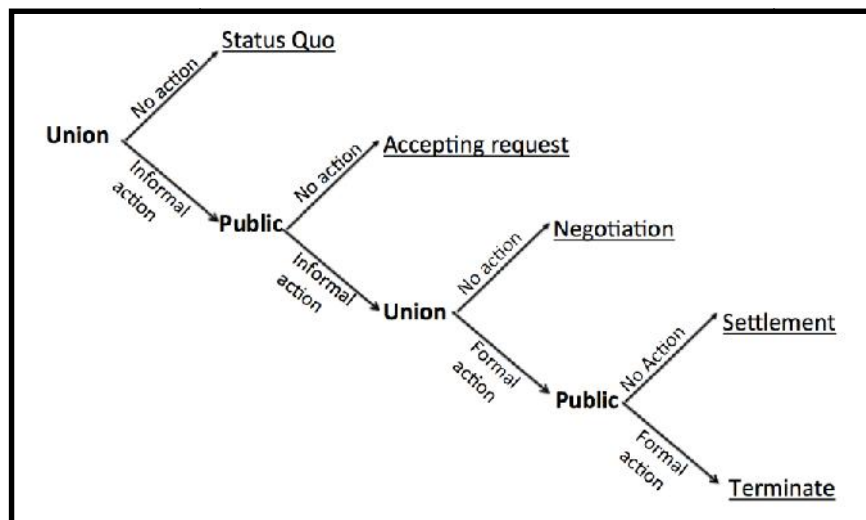 Status Quo
No action
Union
Informal
action
Accepting request
No action
Public
Informal
action
Negotiation
No action
Union
Formal
action
Settlement
No Action
Public
Formal
action
Terminate